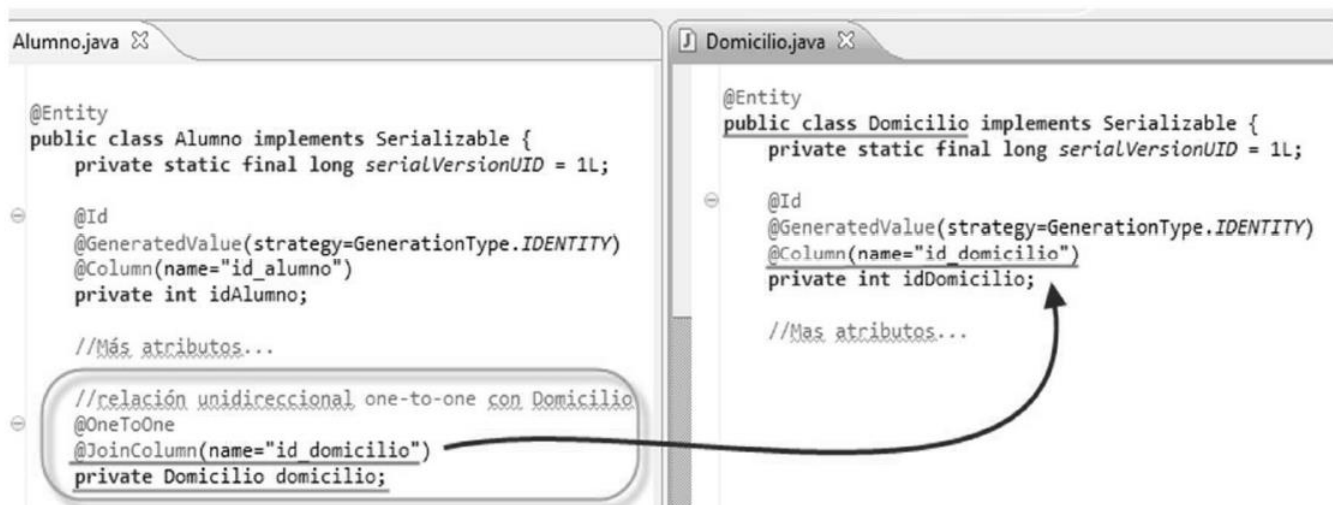 Alumno.java
@Entity
public class Alumno implements Serializable {
private static final long serialVersionUID = 1L;
@Id
@GeneratedValue(strategy=GenerationType.IDENTITY)
@Column(name="id_alumno")
private int idAlumno;
//Más atributos...
//relación unidireccional one-to-one con Domicilio
@OneToOne
@JoinColumn(name="id_domicilio")
private Domicilio domicilio;
J Domicilio.java
@Entity
public class Domicilio implements Serializable {
private static final long serialVersionUID = 1L;
@Id
@GeneratedValue(strategy=GenerationType.IDENTITY)
@Column(name="id_domicilio")
private int idDomicilio;
//Mas atributos...